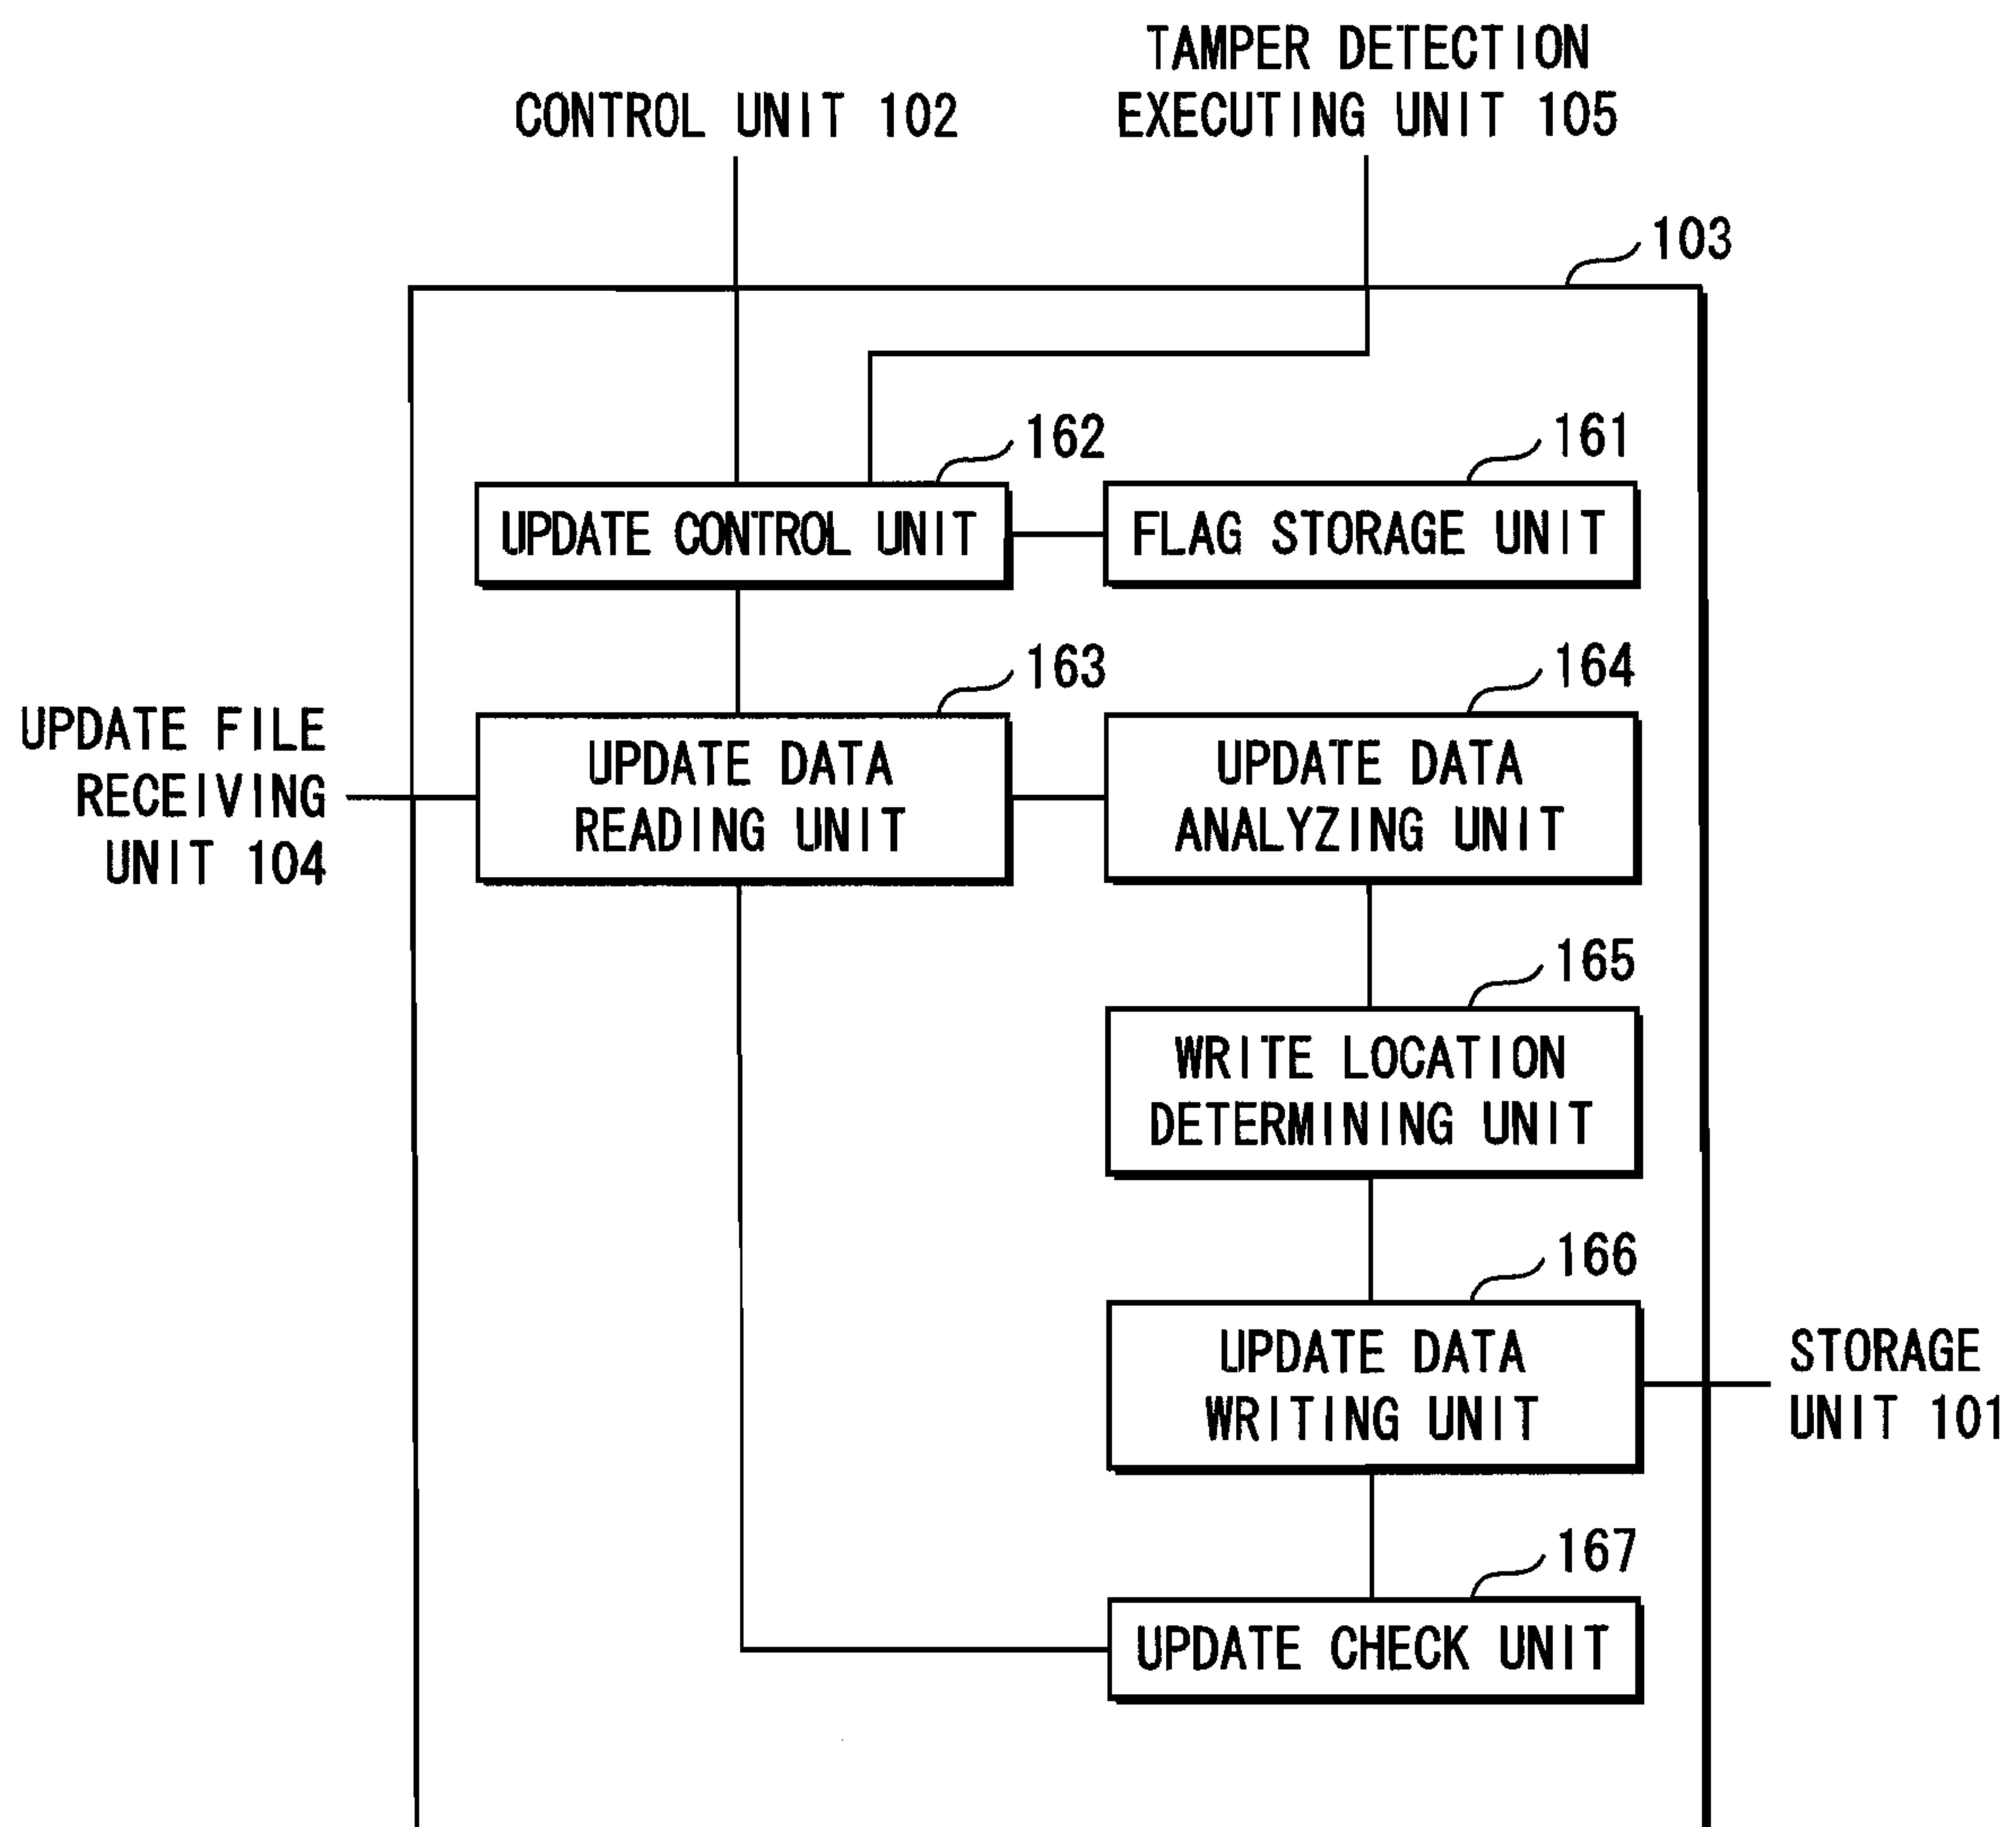 TAMPER DETECTION
EXECUTING UNIT 105
CONTROL UNIT 102
103
162
161
UPDATE CONTROL UNIT
FLAG STORAGE UNIT
163
164
UPDATE FILE
RECEIVING
UNIT 104
UPDATE DATA
READING UNIT
UPDATE DATA
ANALYZING UNIT
165
WRITE LOCATION
DETERMINING UNIT
166
UPDATE DATA
WRITING UNIT
STORAGE
UNIT 101
167
UPDATE CHECK UNIT